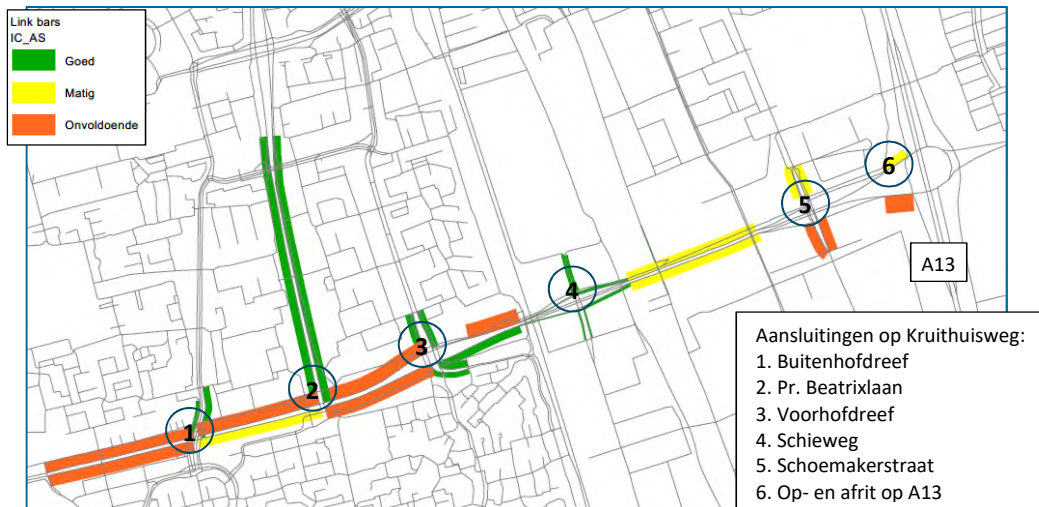 Link bars
IC_AS
Goed
Matig
Onvoldoende
1
2
3
4
5
6
A13
Aansluitingen op Kruithuisweg:
1. Buitenhofdreef
2. Pr. Beatrixlaan
3. Voorhofdreef
4. Schieweg
5. Schoemakerstraat
6. Op- en afrit op A13